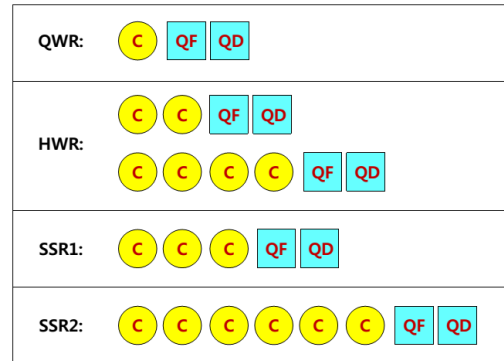 QWR: C QF QD
HWR:
C C QF QD
C C C C QF QD
SSR1: C C C QF QD
SSR2: C C C C C C QF QD